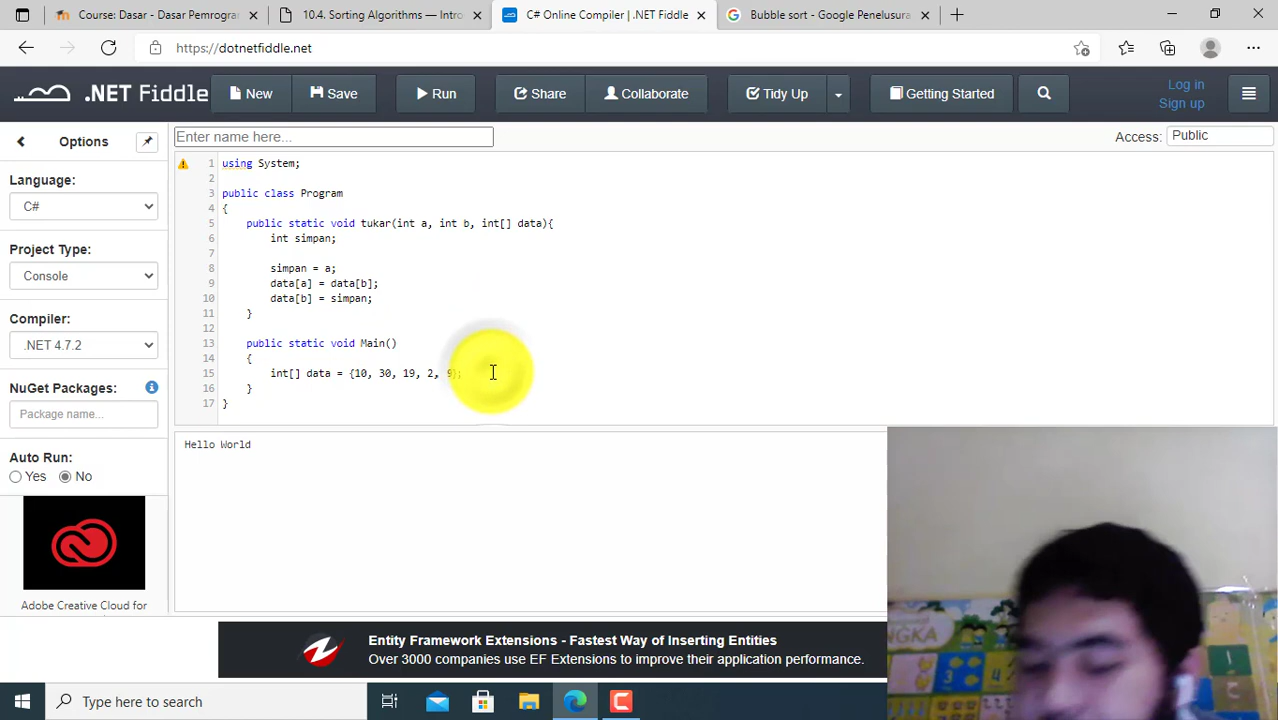 Course: Dasar - Dasar Pemrogra
10.4. Sorting Algorithms — Intro
C# Online Compiler | .NET Fiddle
Bubble sort - Google Penelusura
https://dotnetfiddle.net
.NET Fiddle
New
Save
Run
Share
Collaborate
Tidy Up
Getting Started
Log in
Sign up
Options
Enter name here...
Access:
Public
Language:
C#
Project Type:
Console
Compiler:
.NET 4.7.2
NuGet Packages:
Package name...
Auto Run:
Yes
No
Adobe Creative Cloud for
1 using System;
2
3 public class Program
4 {
5 public static void tukar(int a, int b, int[] data){
6 int simpan;
7
8 simpan = a;
9 data[a] = data[b];
10 data[b] = simpan;
11 }
12
13 public static void Main()
14 {
15 int[] data = {10, 30, 19, 2, 9};
16 }
17 }
Hello World
Entity Framework Extensions - Fastest Way of Inserting Entities
Over 3000 companies use EF Extensions to improve their application performance.
NGKA
3
4
1
Type here to search